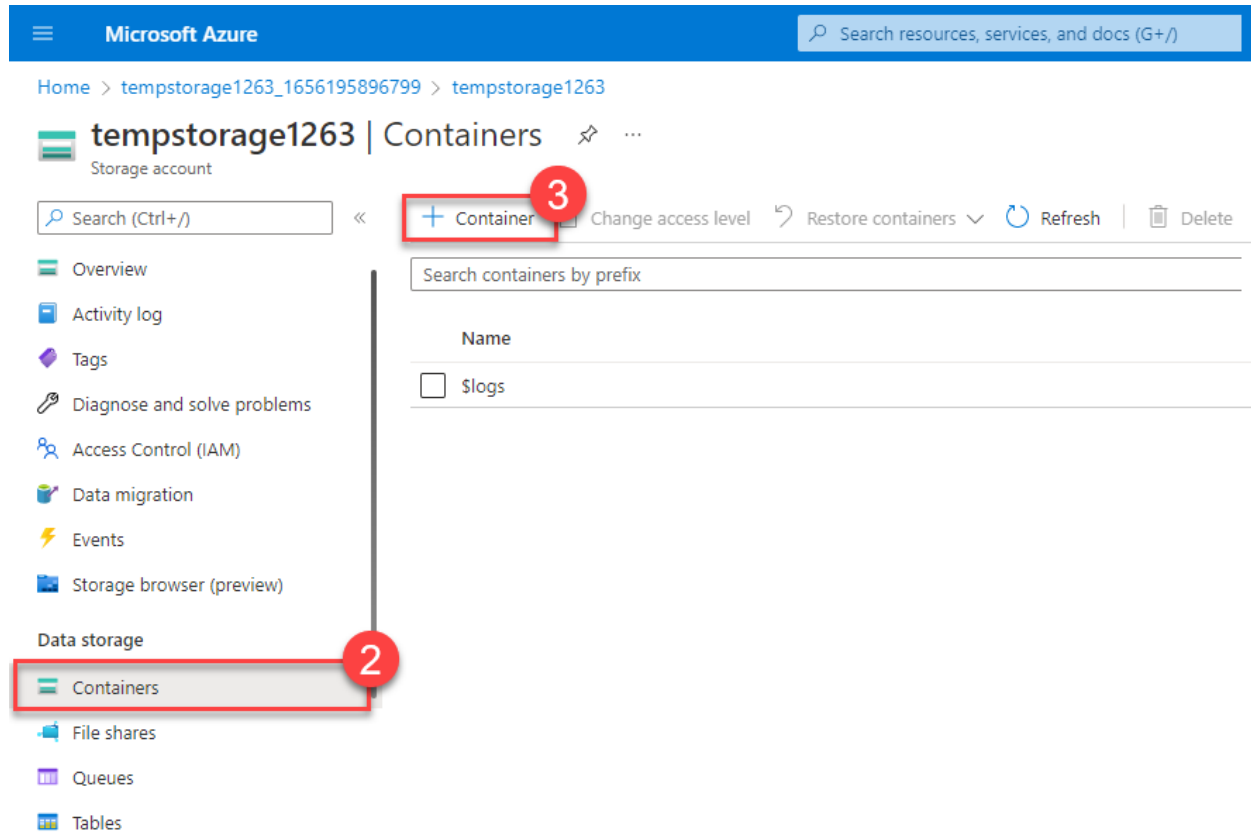 Microsoft Azure
Search resources, services, and docs (G+/)
Home > tempstorage1263_1656195896799 > tempstorage1263
tempstorage1263 | Containers ...
Storage account
Search (Ctrl+/) «
+ Container 3 Change access level Restore containers Refresh Delete
Search containers by prefix
Overview
Activity log
Name
Tags
$logs
Diagnose and solve problems
Access Control (IAM)
Data migration
Events
Storage browser (preview)
Data storage
2
Containers
File shares
Queues
Tables